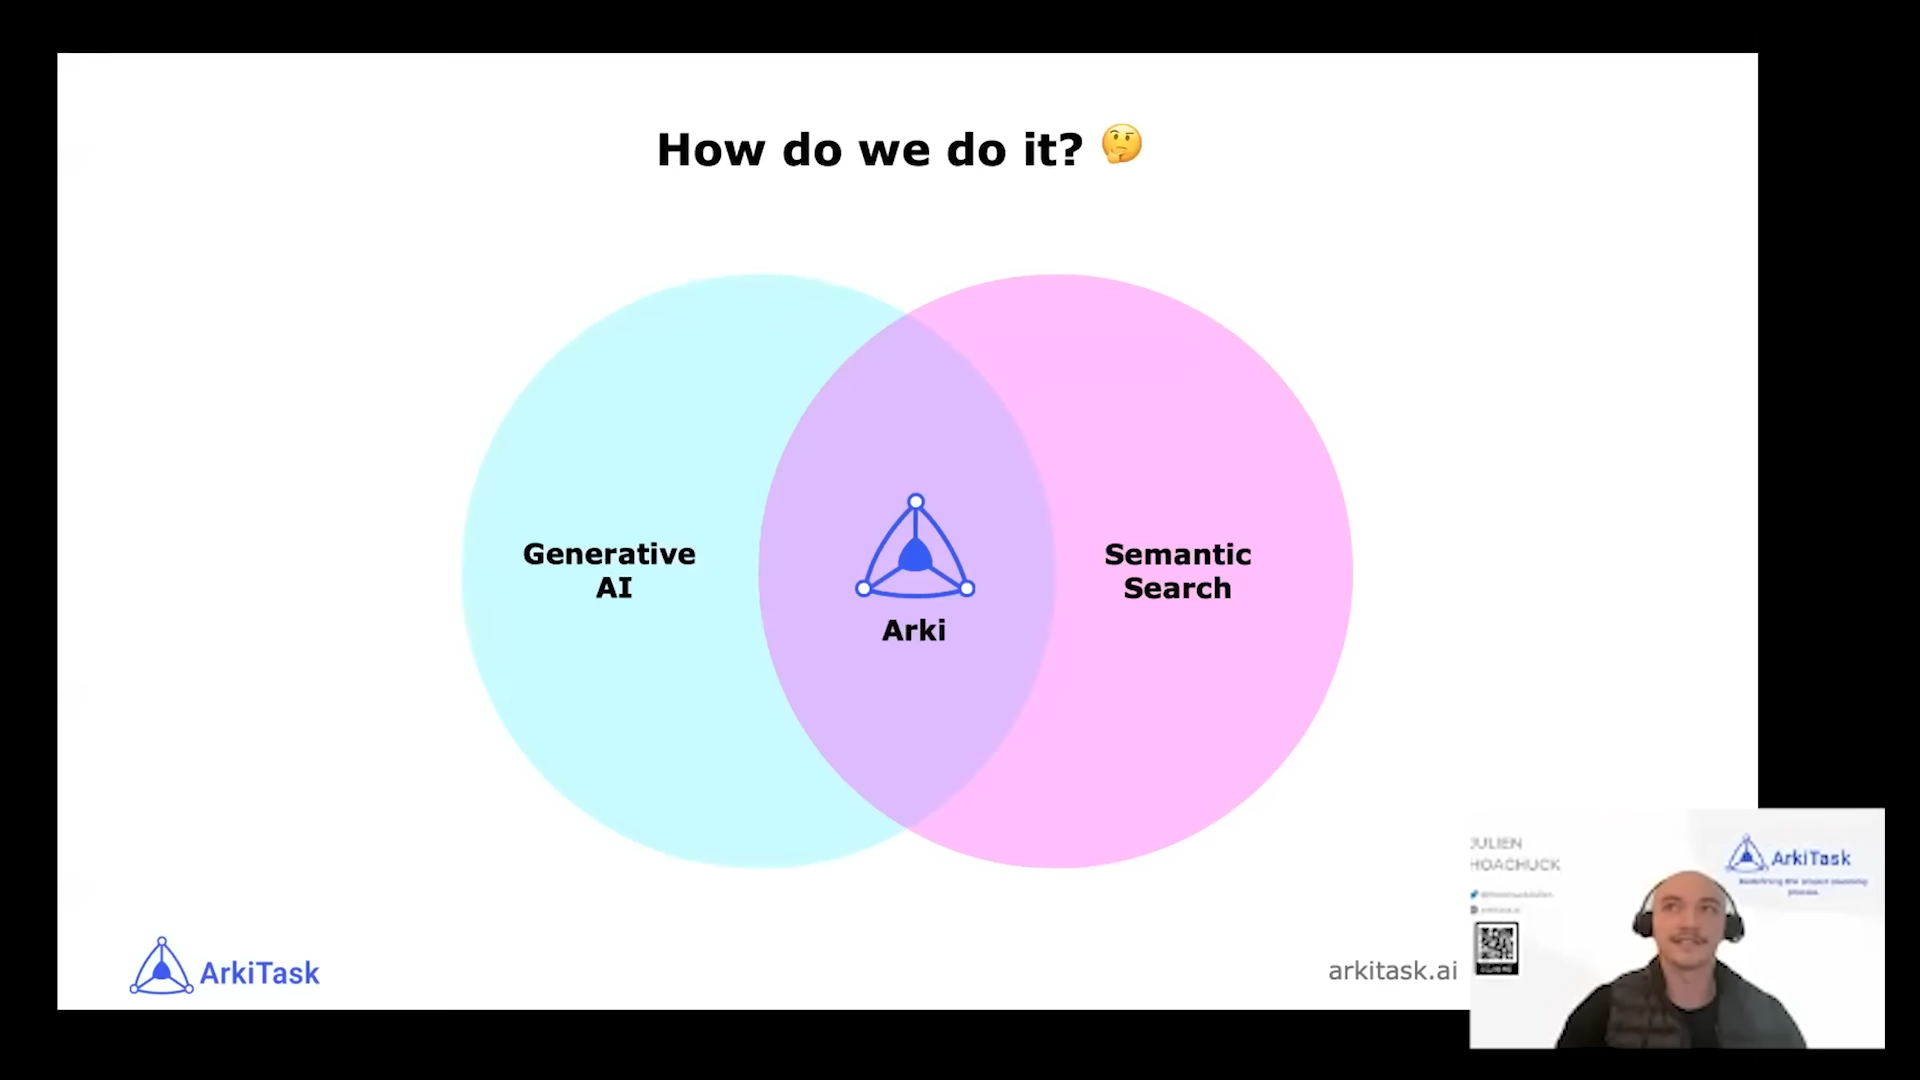 How do we do it? 🤔
Generative
AI
Arki
Semantic
Search
ArkiTask
arkitask.ai
JULIEN
HOACHUCK
ArkiTask